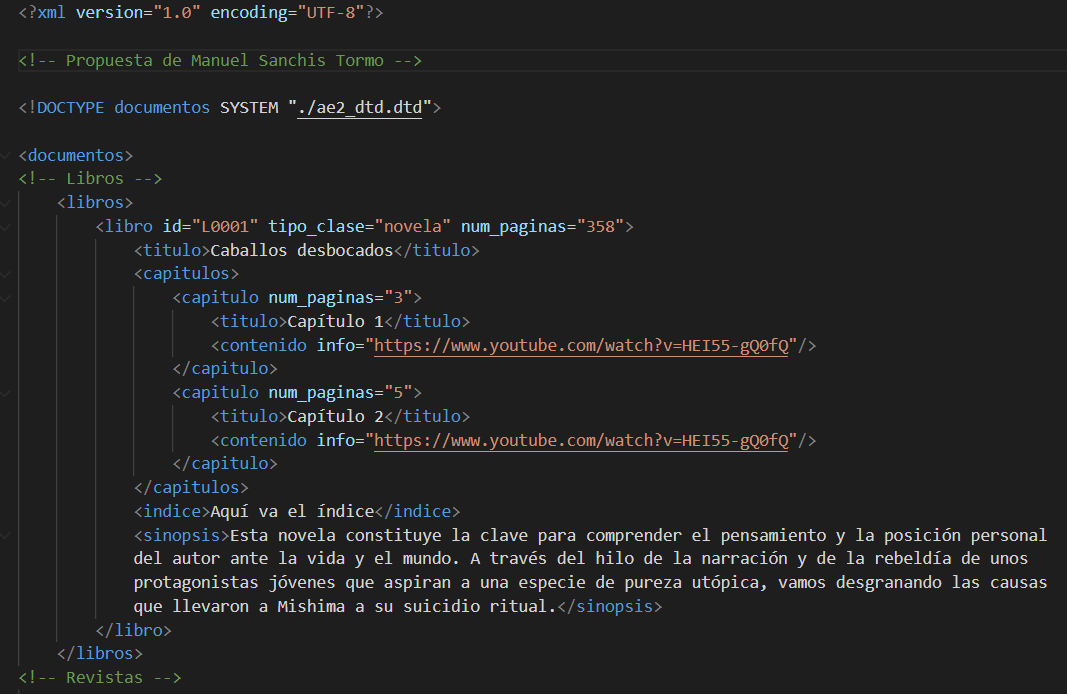 <?xml version="1.0" encoding="UTF-8"?>
<!-- Propuesta de Manuel Sanchis Tormo -->
<!DOCTYPE documentos SYSTEM "./ae2_dtd.dtd">
<documentos>
<!-- Libros -->
<libros>
<libro id="L0001" tipo_clase="novela" num_paginas="358">
<titulo>Caballos desbocados</titulo>
<capitulos>
<capitulo num_paginas="3">
<titulo>Capítulo 1</titulo>
<contenido info="https://www.youtube.com/watch?v=HEI55-gQ0fQ"/>
</capitulo>
<capitulo num_paginas="5">
<titulo>Capítulo 2</titulo>
<contenido info="https://www.youtube.com/watch?v=HEI55-gQ0fQ"/>
</capitulo>
</capitulos>
<indice>Aquí va el índice</indice>
<sinopsis>Esta novela constituye la clave para comprender el pensamiento y la posición personal
del autor ante la vida y el mundo. A través del hilo de la narración y de la rebeldía de unos
protagonistas jóvenes que aspiran a una especie de pureza utópica, vamos desgranando las causas
que llevaron a Mishima a su suicidio ritual.</sinopsis>
</libro>
</libros>
<!-- Revistas -->